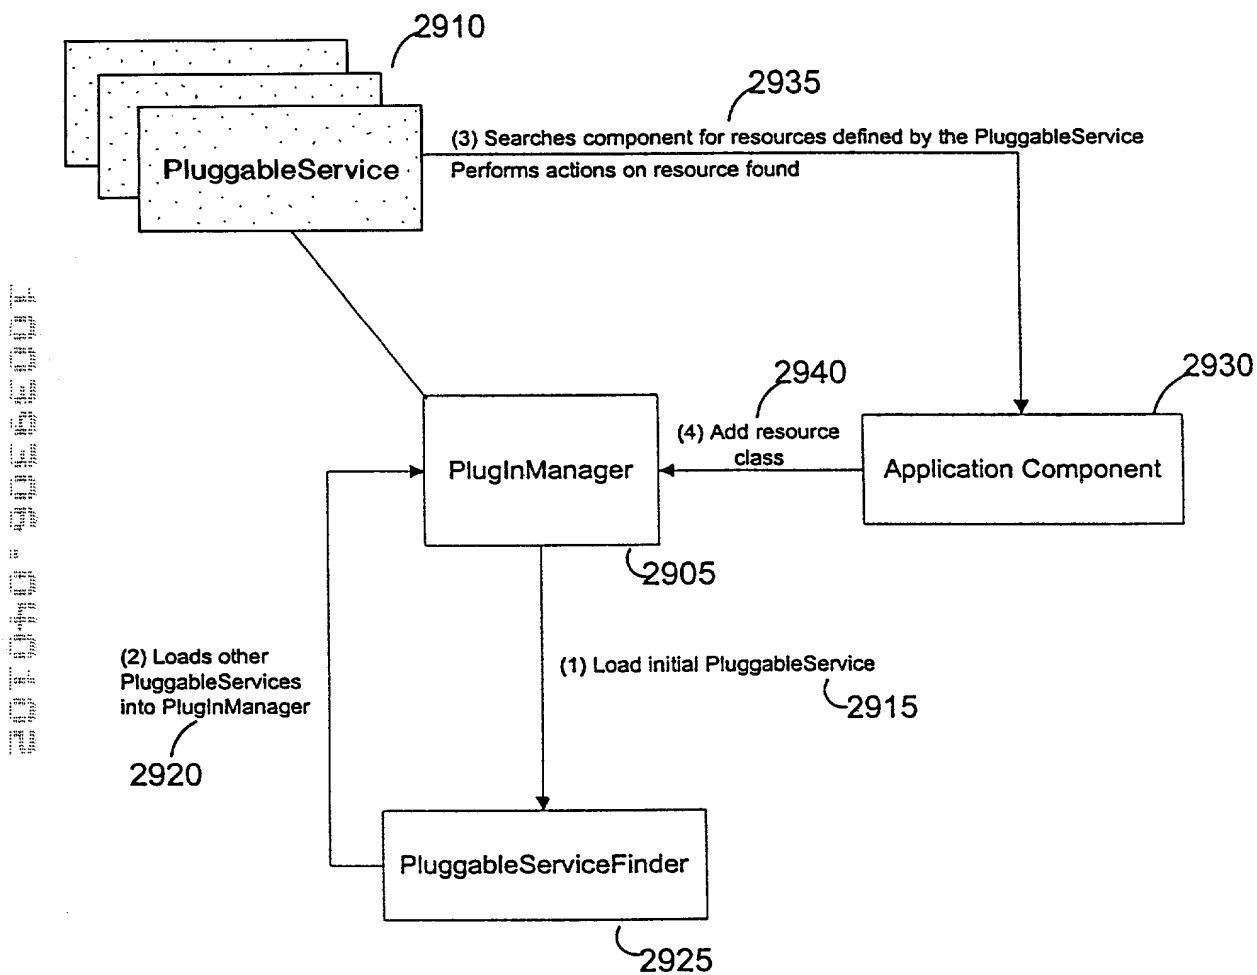 2910
2935
(3) Searches component for resources defined by the PluggableService
Performs actions on resource found
PluggableService
2940
2930
(4) Add resource
class
PlugInManager
Application Component
2905
(2) Loads other
PluggableServices
into PlugInManager
(1) Load initial PluggableService
2915
2920
PluggableServiceFinder
2925
10039306.040102